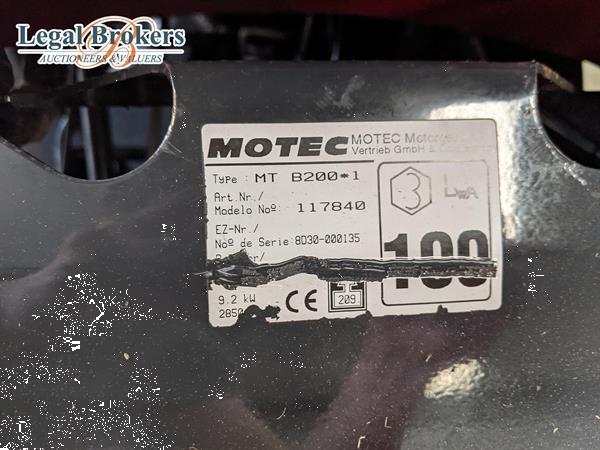 Legal Brokers
AUCTIONEERS & VALUERS
MOTEC
MOTEC
Vertrieb GmbH &
Type: MT B200*1
Art.Nr./
Modelo Nº: 117840
EZ-Nr./
Nº de Serie: 8D30-000135
3 LWA
100
9.2 kW
CE
209